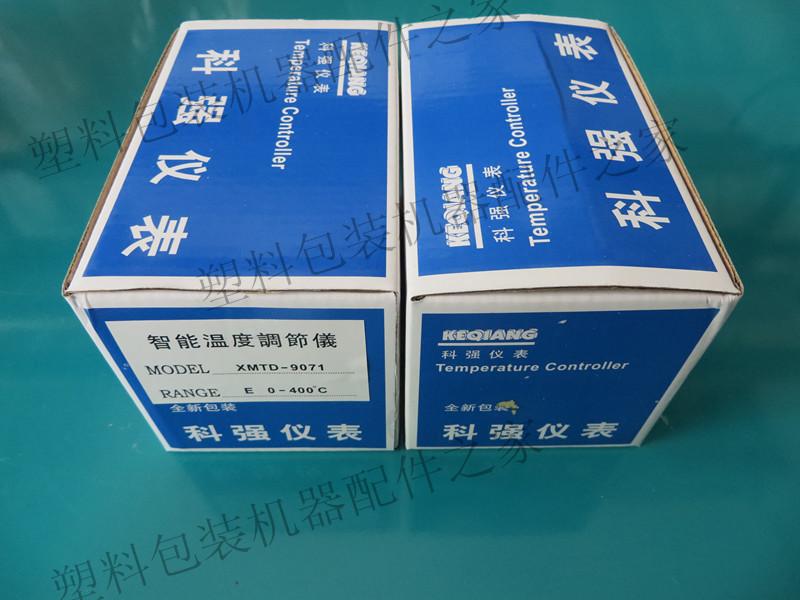 科强仪表
KEQIANG
科强仪表
Temperature Controller
KEQIANG
科强仪表
Temperature Controller
科强仪表
智能温度調節儀
MODEL XMTD-9071
RANGE E 0-400°C
全新包装
科强仪表
KEQIANG
科强仪表
Temperature Controller
全新包装
科强仪表
塑料包装机器配件之家
塑料包装机器配件之家
塑料包装机器配件之家